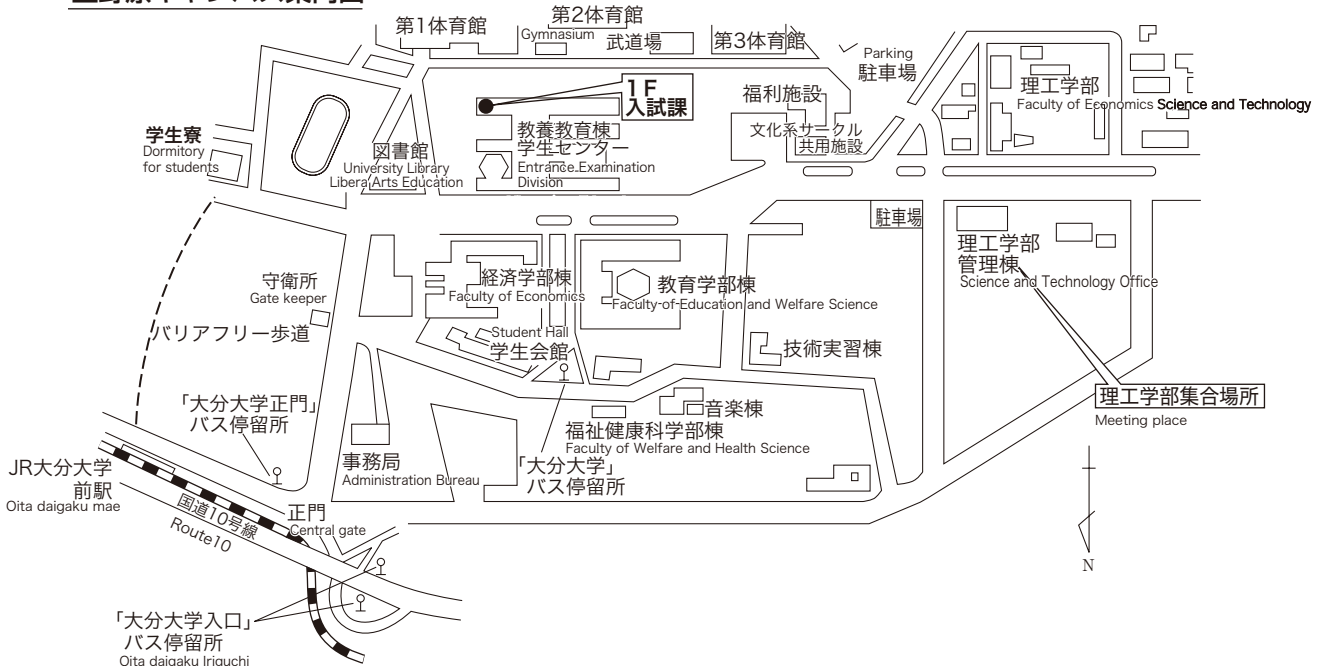 第1体育館
第2体育館
Gymnasium
武道場
第3体育館
Parking
駐車場
理工学部
Faculty of Economics Science and Technology
1F
入試課
福利施設
文化系サークル
共用施設
学生寮
Dormitory
for students
図書館
University Library
Libera Arts Education
教養教育棟
学生センター
Entrance Examination
Division
駐車場
理工学部
管理棟
Science and Technology Office
守衛所
Gate keeper
バリアフリー歩道
経済学部棟
Faculty of Economics
教育学部棟
Faculty of Education and Welfare Science
Student Hall
学生会館
技術実習棟
理工学部集合場所
Meeting place
「大分大学正門」
バス停留所
音楽棟
福祉健康科学部棟
Faculty of Welfare and Health Science
事務局
Administration Bureau
「大分大学」
バス停留所
JR大分大学
前駅
Oita daigaku mae
国道10号線
Route10
正門
Central gate
N
「大分大学入口」
バス停留所
Oita daigaku Iriguchi